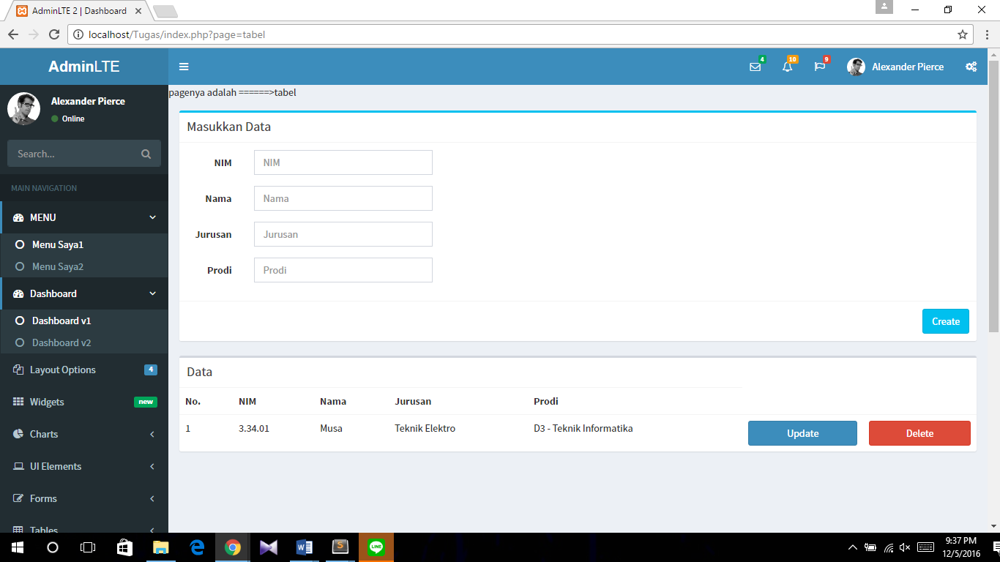 AdminLTE 2 | Dashboard
localhost/Tugas/index.php?page=tabel
AdminLTE
4
10
9
Alexander Pierce
Alexander Pierce
Online
Search...
MAIN NAVIGATION
MENU
Menu Saya1
Menu Saya2
Dashboard
Dashboard v1
Dashboard v2
Layout Options 4
Widgets new
Charts
UI Elements
Forms
Tables
pagenya adalah ======>tabel
Masukkan Data
NIM NIM
Nama Nama
Jurusan Jurusan
Prodi Prodi
Create
Data
No. NIM Nama Jurusan Prodi
1 3.34.01 Musa Teknik Elektro D3 - Teknik Informatika Update Delete
LINE
9:37 PM
12/5/2016